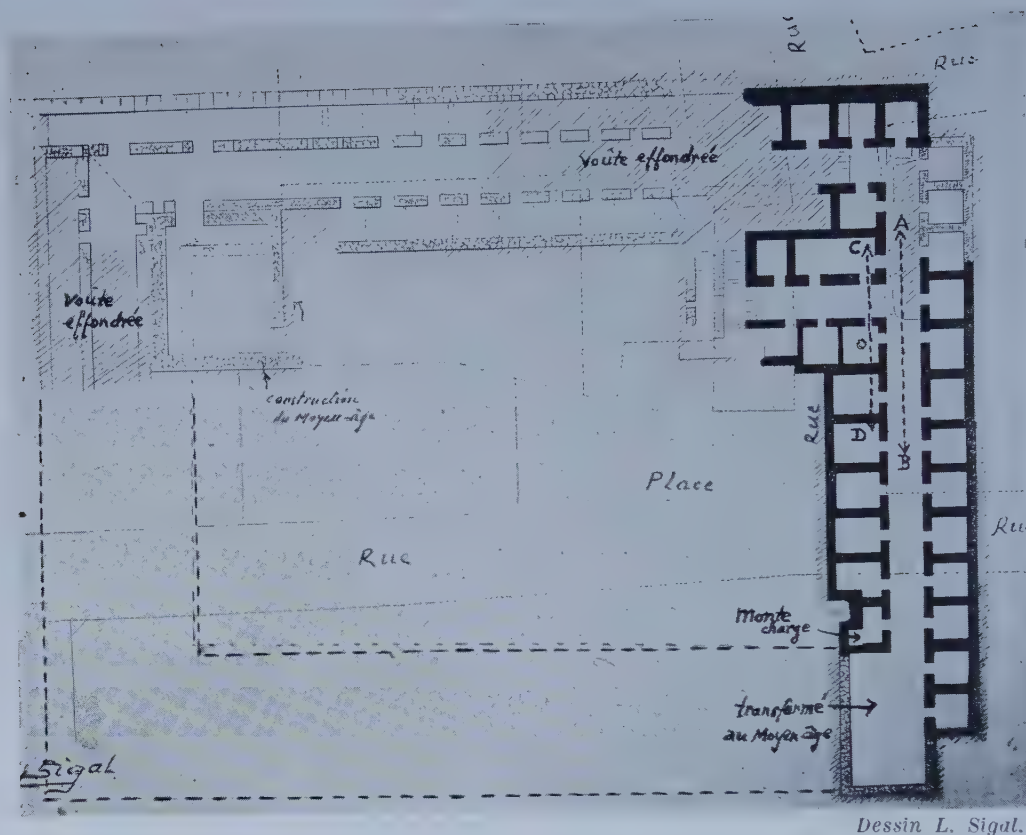 Rue
Rue
Voûte effondrée
A
C
Voûte
effondrée
O
construction
du Moyen-âge
Rue
D
B
Place
Rue
Rue
Monte
charge
transformé
au Moyen âge
L Sigal
Dessin L. Sigal.